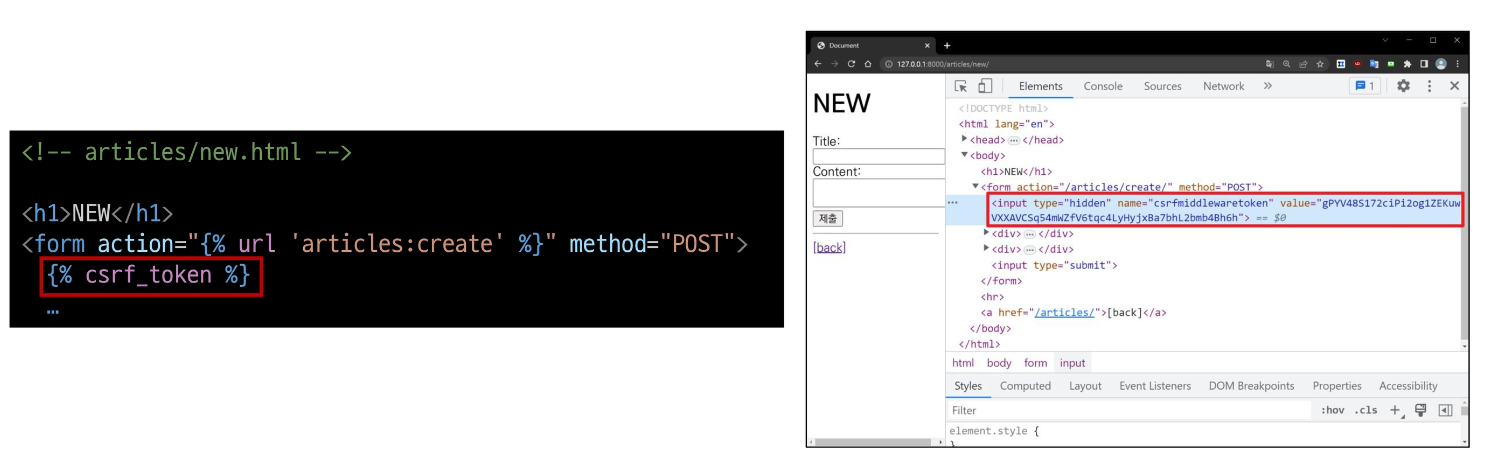 <!-- articles/new.html -->
<h1>NEW</h1>
<form action="{% url 'articles:create' %}" method="POST">
{% csrf_token %}
…
Document
127.0.0.1:8000/articles/new/
NEW
Title:
Content:
제출
[back]
Elements Console Sources Network » 1
<!DOCTYPE html>
<html lang="en">
<head> … </head>
<body>
<h1>NEW</h1>
<form action="/articles/create/" method="POST">
<input type="hidden" name="csrfmiddlewaretoken" value="gPYV48S172ciPi2og1ZEKuw
VXXAVCSq54mWZfV6tqc4LyHyjxBa7bhL2bmb4Bh6h"> == $0
<div> … </div>
<div> … </div>
<input type="submit">
</form>
<hr>
<a href="/articles/">[back]</a>
</body>
</html>
html body form input
Styles Computed Layout Event Listeners DOM Breakpoints Properties Accessibility
Filter :hov .cls +
element.style {
}